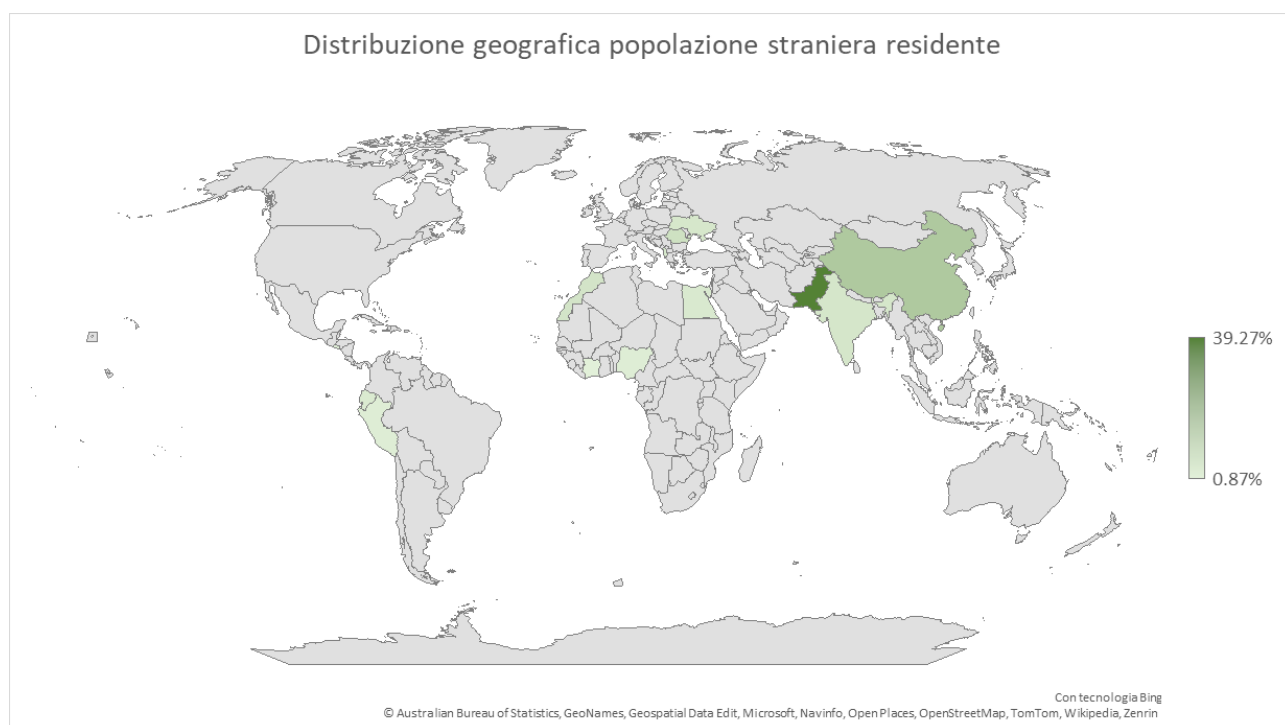 Distribuzione geografica popolazione straniera residente
39.27%
0.87%
Con tecnologia Bing
© Australian Bureau of Statistics, GeoNames, Geospatial Data Edit, Microsoft, Navinfo, Open Places, OpenStreetMap, TomTom, Wikipedia, Zenrin